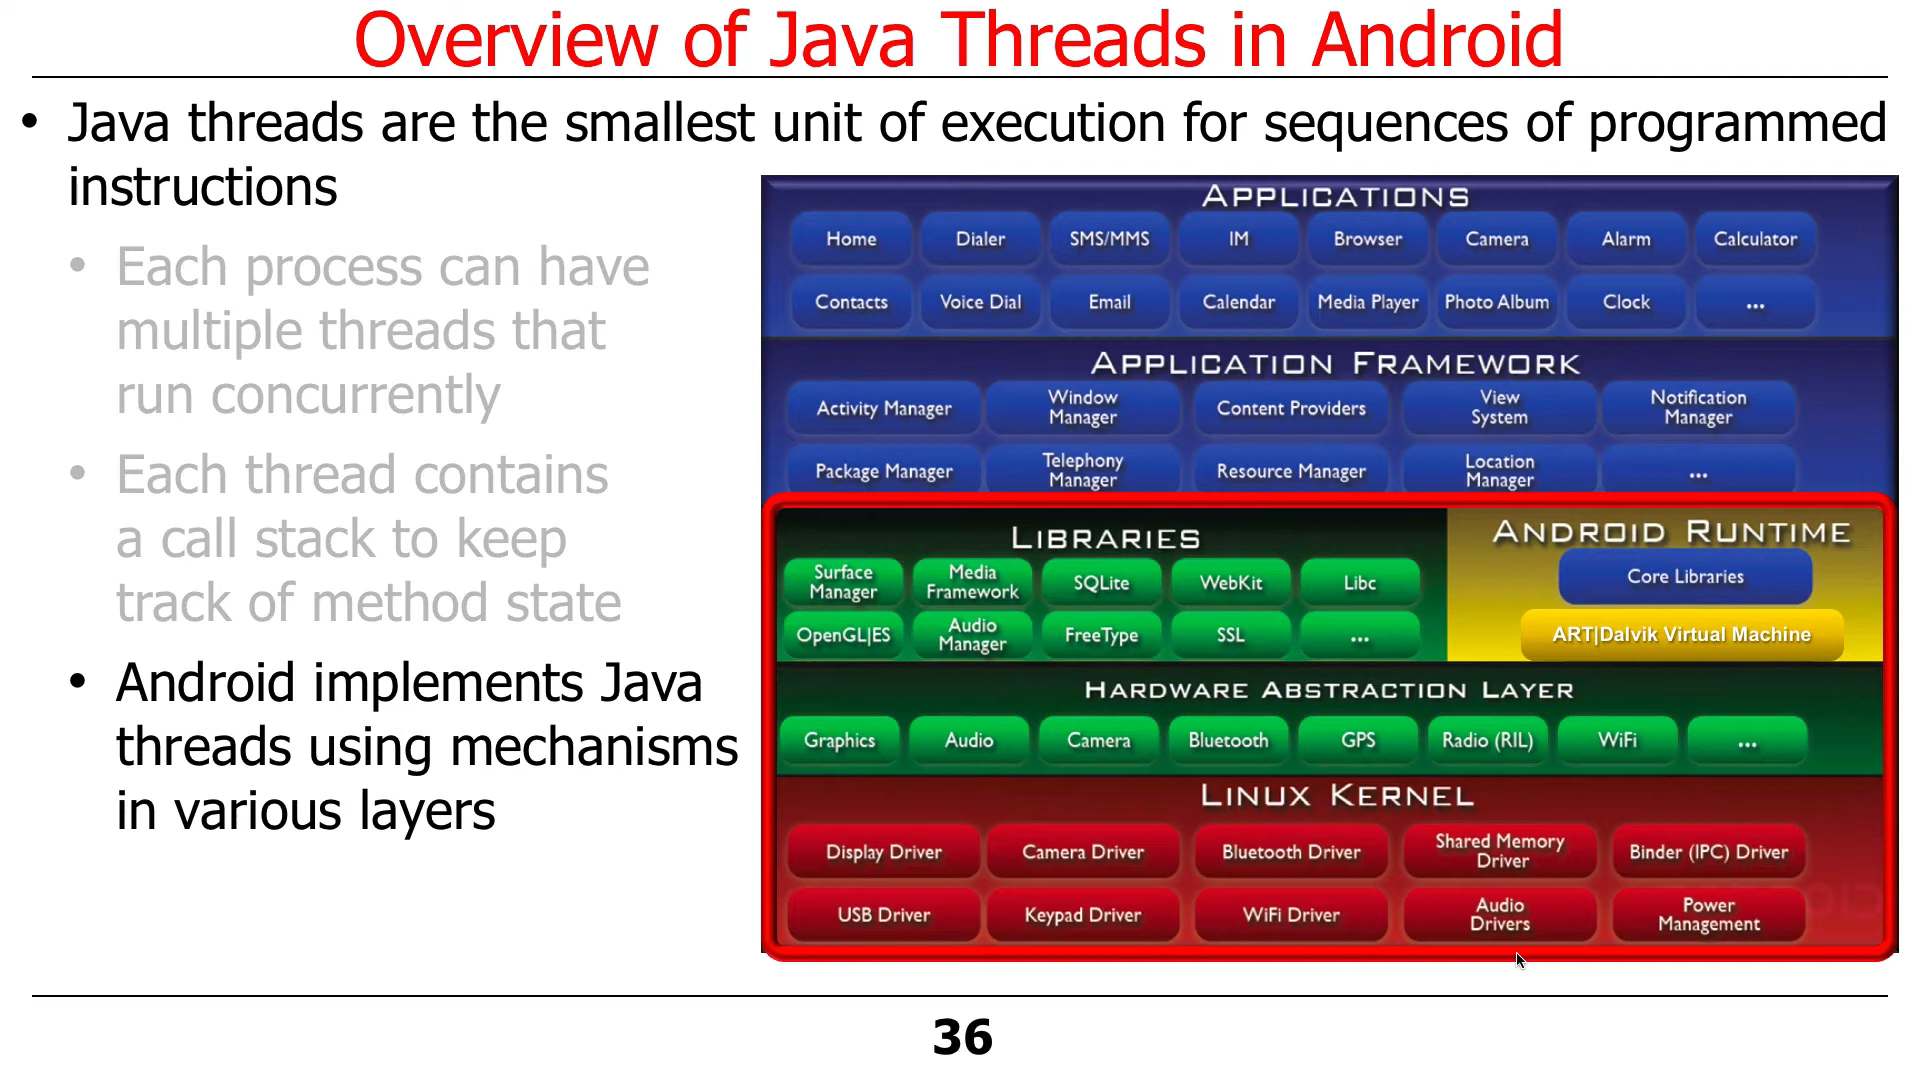 Overview of Java Threads in Android
• Java threads are the smallest unit of execution for sequences of programmed
instructions
• Each process can have
multiple threads that
run concurrently
• Each thread contains
a call stack to keep
track of method state
• Android implements Java
threads using mechanisms
in various layers
APPLICATIONS
Home Dialer SMS/MMS IM Browser Camera Alarm Calculator
Contacts Voice Dial Email Calendar Media Player Photo Album Clock ...
APPLICATION FRAMEWORK
Activity Manager
Window
Manager
Content Providers
View
System
Notification
Manager
Package Manager
Telephony
Manager
Resource Manager
Location
Manager
...
LIBRARIES
Surface
Manager
Media
Framework
SQLite WebKit Libc
OpenGL|ES
Audio
Manager
FreeType SSL ...
ANDROID RUNTIME
Core Libraries
ART|Dalvik Virtual Machine
HARDWARE ABSTRACTION LAYER
Graphics Audio Camera Bluetooth GPS Radio (RIL) WiFi ...
LINUX KERNEL
Display Driver Camera Driver Bluetooth Driver
Shared Memory
Driver
Binder (IPC) Driver
USB Driver Keypad Driver WiFi Driver
Audio
Drivers
Power
Management
36